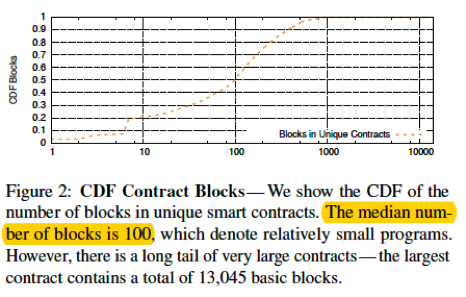 1
0.9
0.8
0.7
0.6
0.5
0.4
0.3
0.2
0.1
0
CDF Blocks
Blocks in Unique Contracts
1 10 100 1000 10000
Figure 2: CDF Contract Blocks—We show the CDF of the
number of blocks in unique smart contracts. The median num-
ber of blocks is 100, which denote relatively small programs.
However, there is a long tail of very large contracts—the largest
contract contains a total of 13,045 basic blocks.